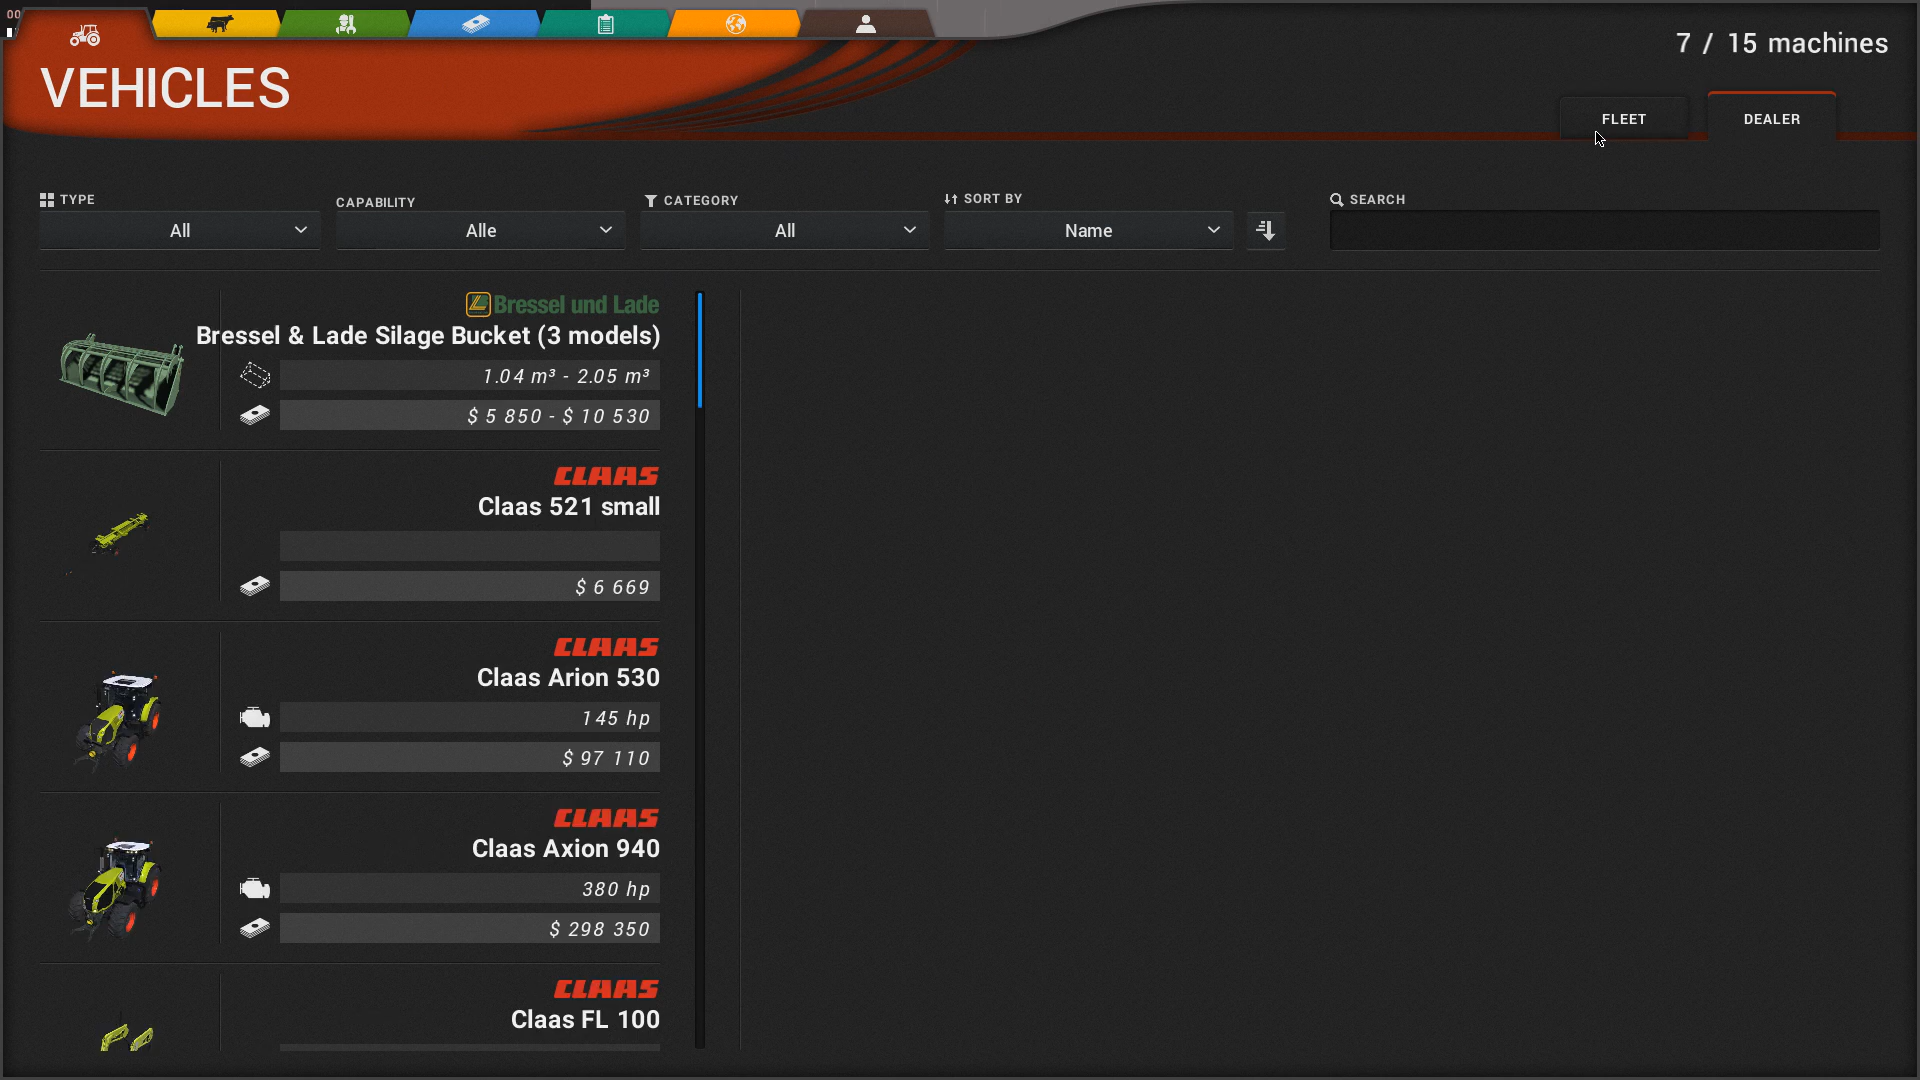 00
7 / 15 machines
VEHICLES
FLEET
DEALER
TYPE
CAPABILITY
CATEGORY
SORT BY
SEARCH
All
Alle
All
Name
Bressel und Lade
Bressel & Lade Silage Bucket (3 models)
1.04 m³ - 2.05 m³
$ 5 850 - $ 10 530
CLAAS
Claas 521 small
$ 6 669
CLAAS
Claas Arion 530
145 hp
$ 97 110
CLAAS
Claas Axion 940
380 hp
$ 298 350
CLAAS
Claas FL 100